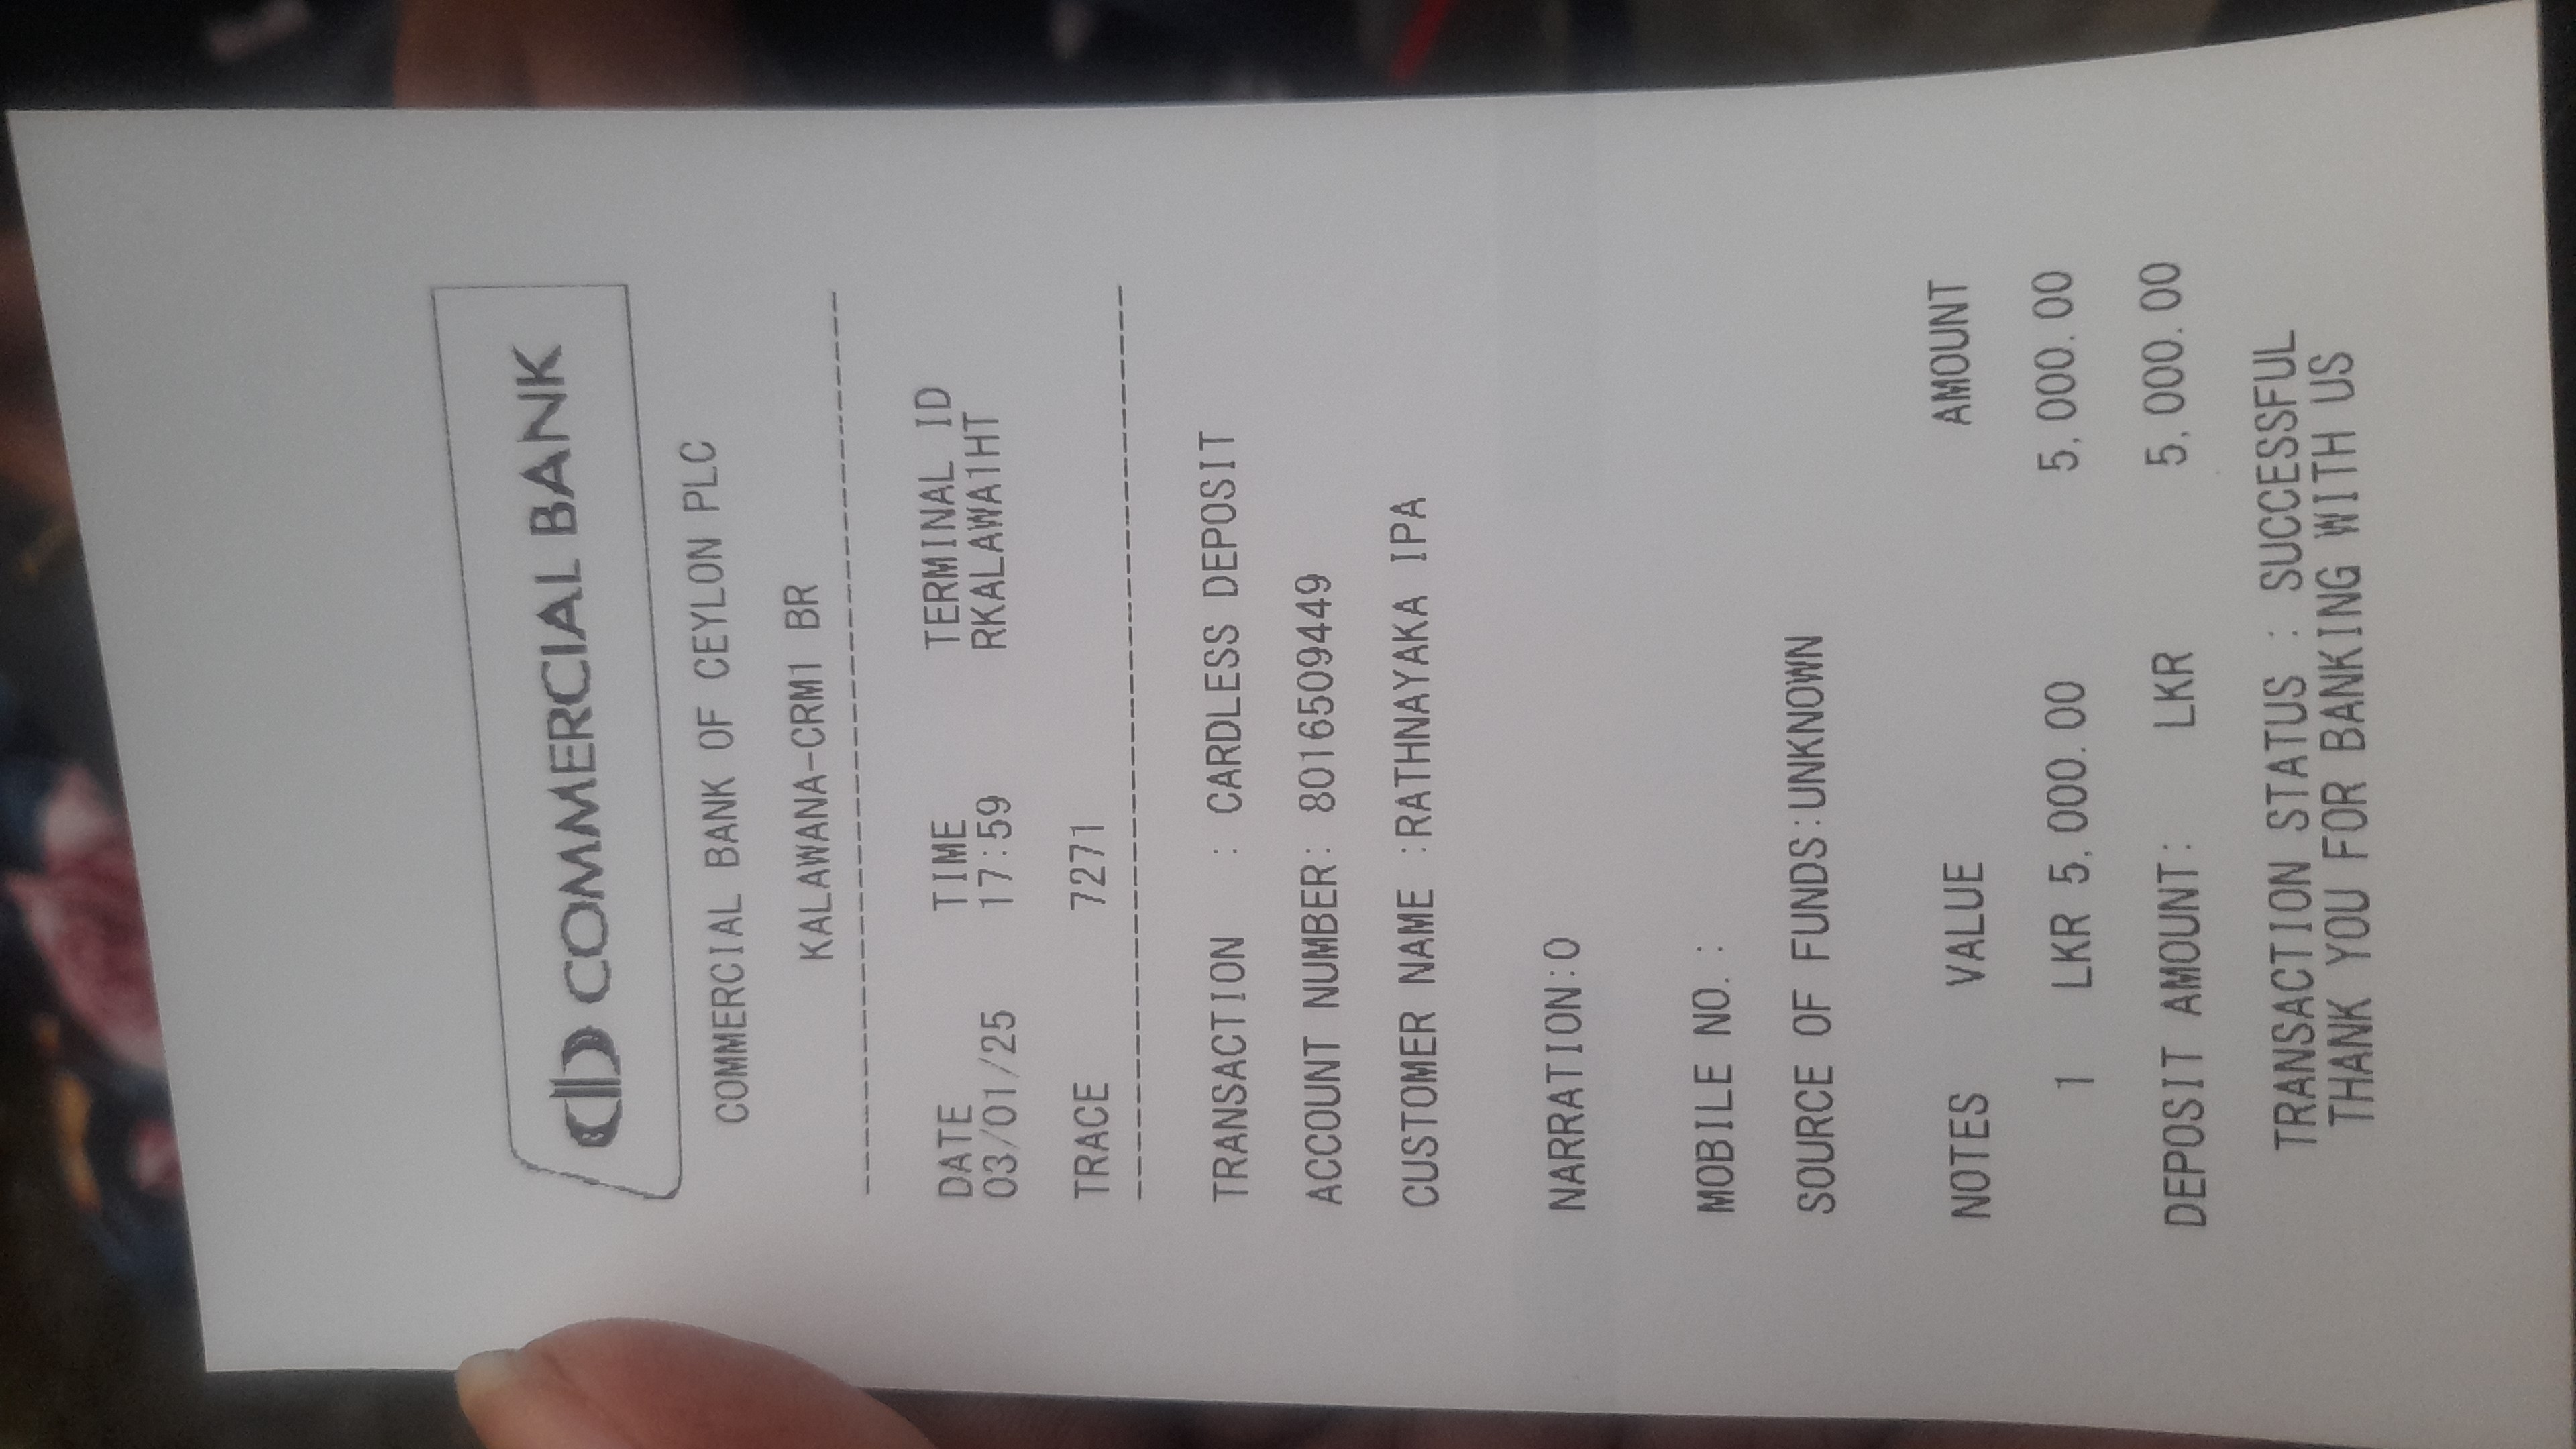 COMMERCIAL BANK
COMMERCIAL BANK OF CEYLON PLC
KALAWANA-CRM1 BR
DATE TIME TERMINAL ID
03/01/25 17:59 RKALAWA1HT
TRACE 7271
TRANSACTION : CARDLESS DEPOSIT
ACCOUNT NUMBER: 8016509449
CUSTOMER NAME :RATHNAYAKA IPA
NARRATION:0
MOBILE NO. :
SOURCE OF FUNDS:UNKNOWN
NOTES VALUE AMOUNT
1 LKR 5,000.00 5,000.00
DEPOSIT AMOUNT: LKR 5,000.00
TRANSACTION STATUS : SUCCESSFUL
THANK YOU FOR BANKING WITH US